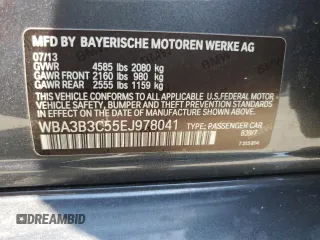 MFD BY BAYERISCHE MOTOREN WERKE AG
07/13
GVWR 4585 lbs 2080 kg
GAWR FRONT 2160 lbs 980 kg
GAWR REAR 2555 lbs 1159 kg
THIS VEHICLE CONFORMS TO ALL APPLICABLE
U.S. FEDERAL MOTOR VEHICLE SAFETY,
BUMPER AND THEFT PREVENTION STANDARDS
IN EFFECT ON THE DATE OF
MANUFACTURE SHOWN ABOVE.
WBA3B3C55EJ978041 TYPE: PASSENGER CAR
DREAMBID